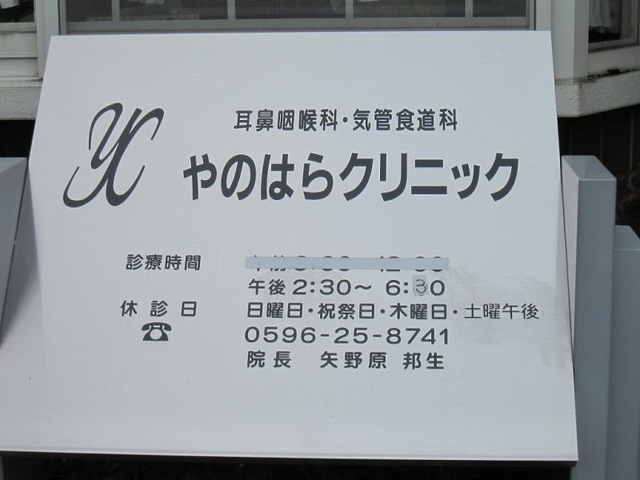 耳鼻咽喉科・気管食道科
YC やのはらクリニック
診療時間
午後 2:30～ 6:30
休診日 日曜日・祝祭日・木曜日・土曜午後
☎ 0596-25-8741
院長 矢野原 邦生